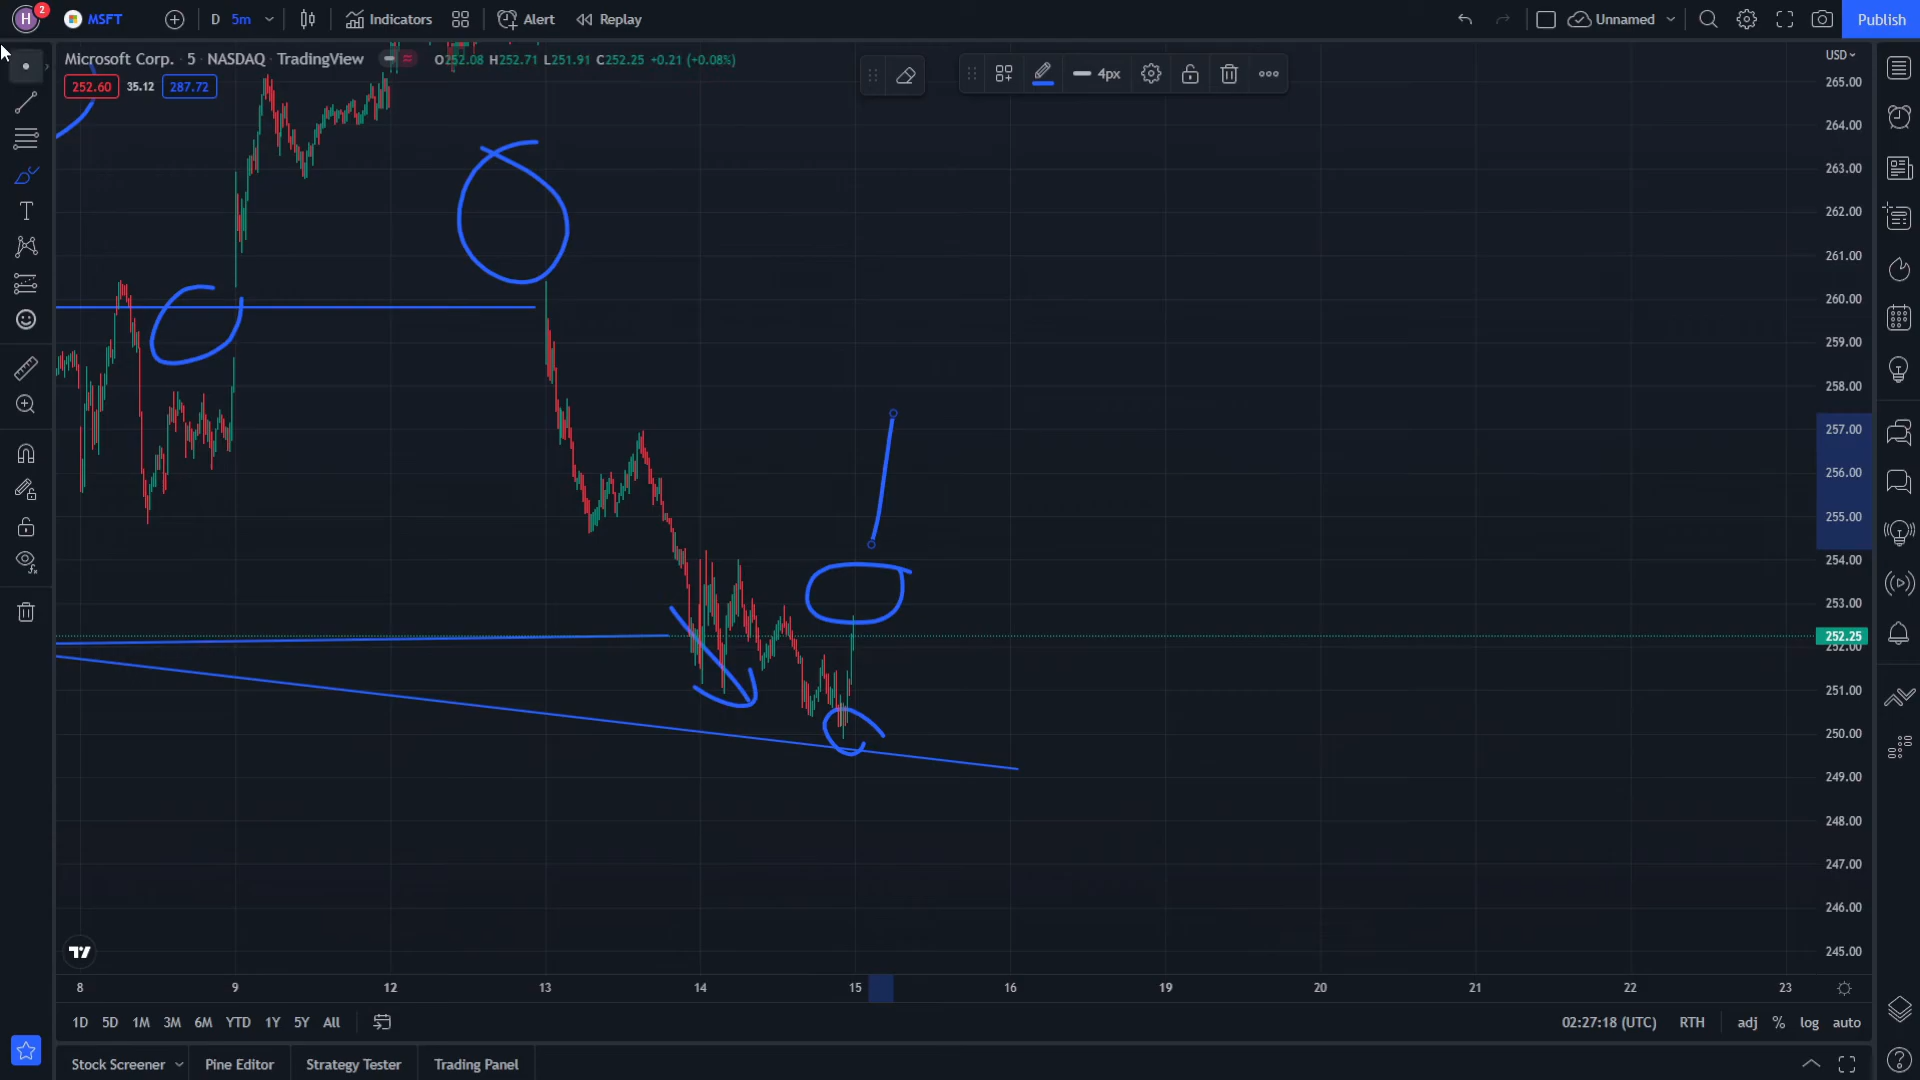 H 2 MSFT D 5m Indicators Alert Replay Unnamed Publish
Microsoft Corp. · 5 · NASDAQ · TradingView O252.08 H252.71 L251.91 C252.25 +0.21 (+0.08%)
252.60 35.12 287.72
4px
USD
265.00
264.00
263.00
262.00
261.00
260.00
259.00
258.00
257.00
256.00
255.00
254.00
253.00
252.25
252.00
251.00
250.00
249.00
248.00
247.00
246.00
245.00
8 9 12 13 14 15 16 19 20 21 22 23
1D 5D 1M 3M 6M YTD 1Y 5Y All 02:27:18 (UTC) RTH adj % log auto
Stock Screener Pine Editor Strategy Tester Trading Panel